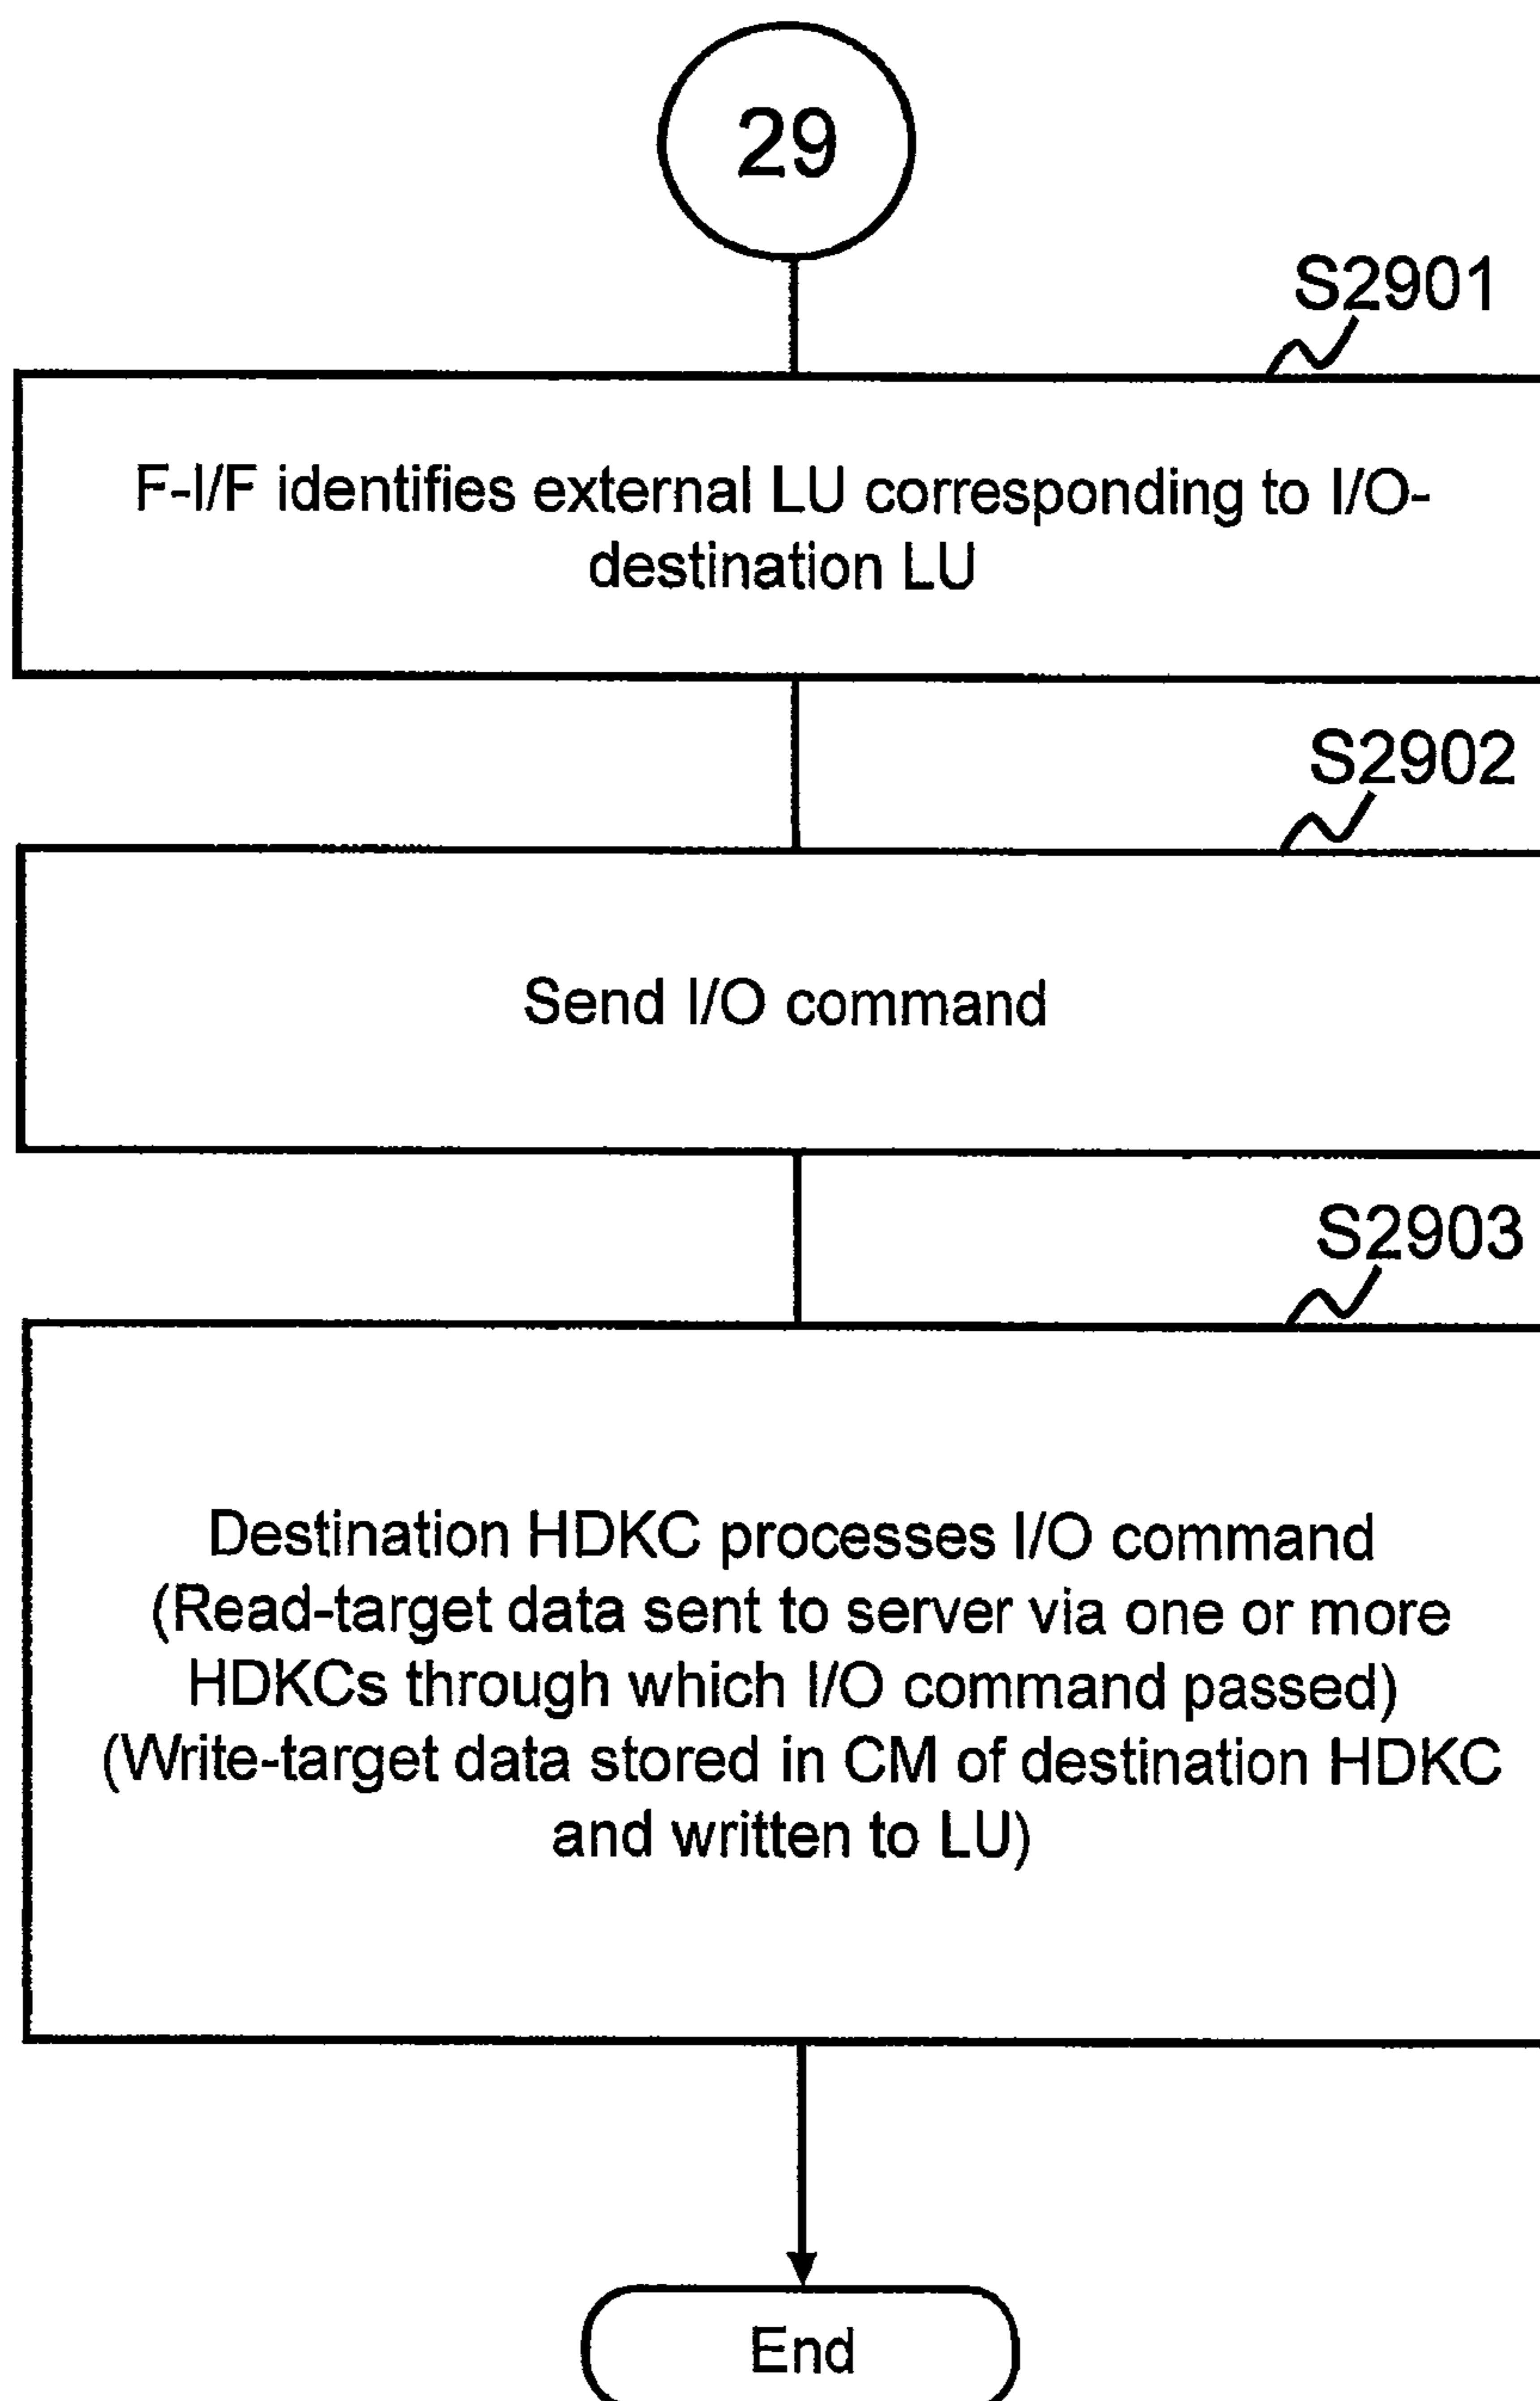 29
S2901
F-I/F identifies external LU corresponding to I/O-
destination LU
S2902
Send I/O command
S2903
Destination HDKC processes I/O command
(Read-target data sent to server via one or more
HDKCs through which I/O command passed)
(Write-target data stored in CM of destination HDKC
and written to LU)
End